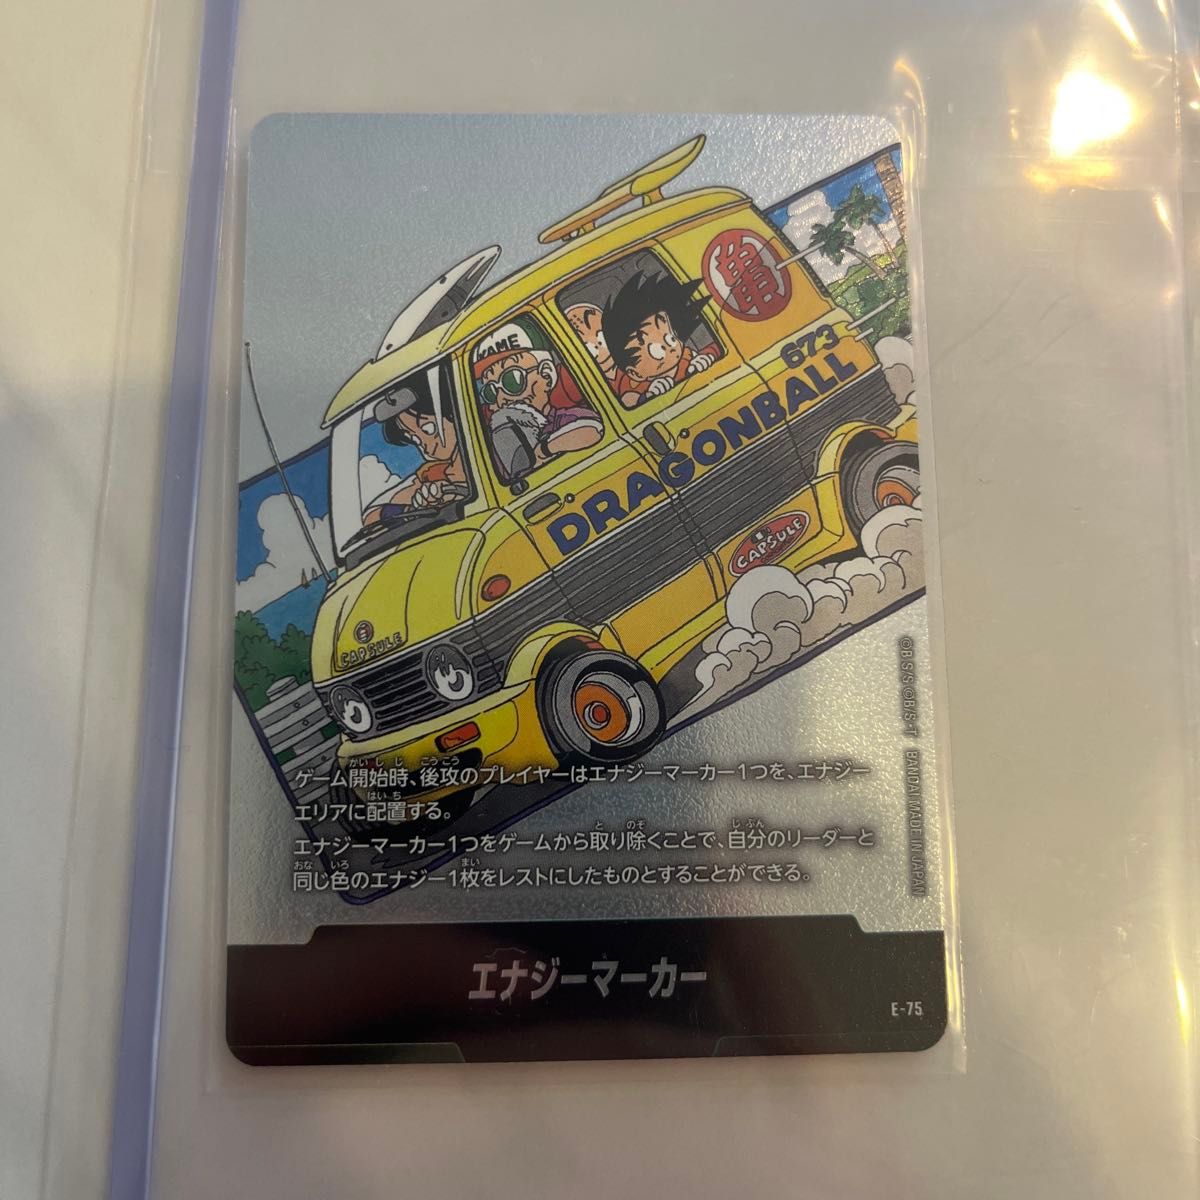 亀
KAME
673
DRAGONBALL
CAPSULE
CAPSULE
©B・S・S ©B/S・T BANDAI MADE IN JAPAN
ゲーム開始時、後攻のプレイヤーはエナジーマーカー1つを、エナジー
エリアに配置する。
エナジーマーカー1つをゲームから取り除くことで、自分のリーダーと
同じ色のエナジー1枚をレストにしたものとすることができる。
エナジーマーカー
E-75